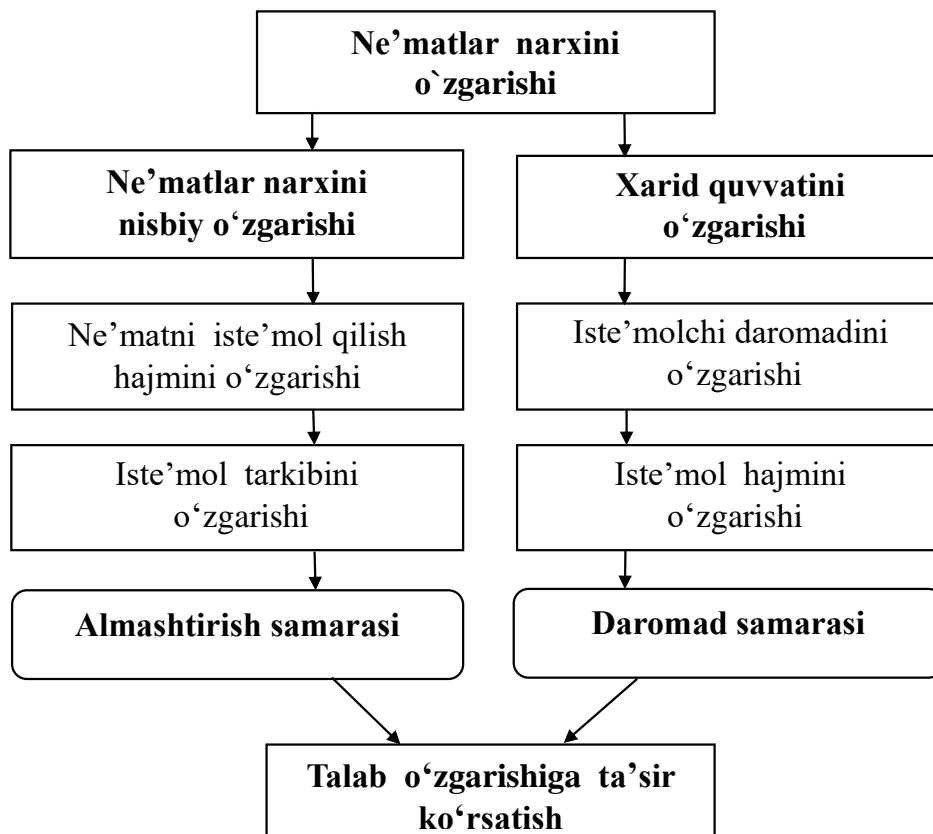 Ne’matlar narxini
o`zgarishi
Ne’matlar narxini
nisbiy o‘zgarishi
Xarid quvvatini
o‘zgarishi
Ne’matni iste’mol qilish
hajmini o‘zgarishi
Iste’molchi daromadini
o‘zgarishi
Iste’mol tarkibini
o‘zgarishi
Iste’mol hajmini
o‘zgarishi
Almashtirish samarasi
Daromad samarasi
Talab o‘zgarishiga ta’sir
ko‘rsatish